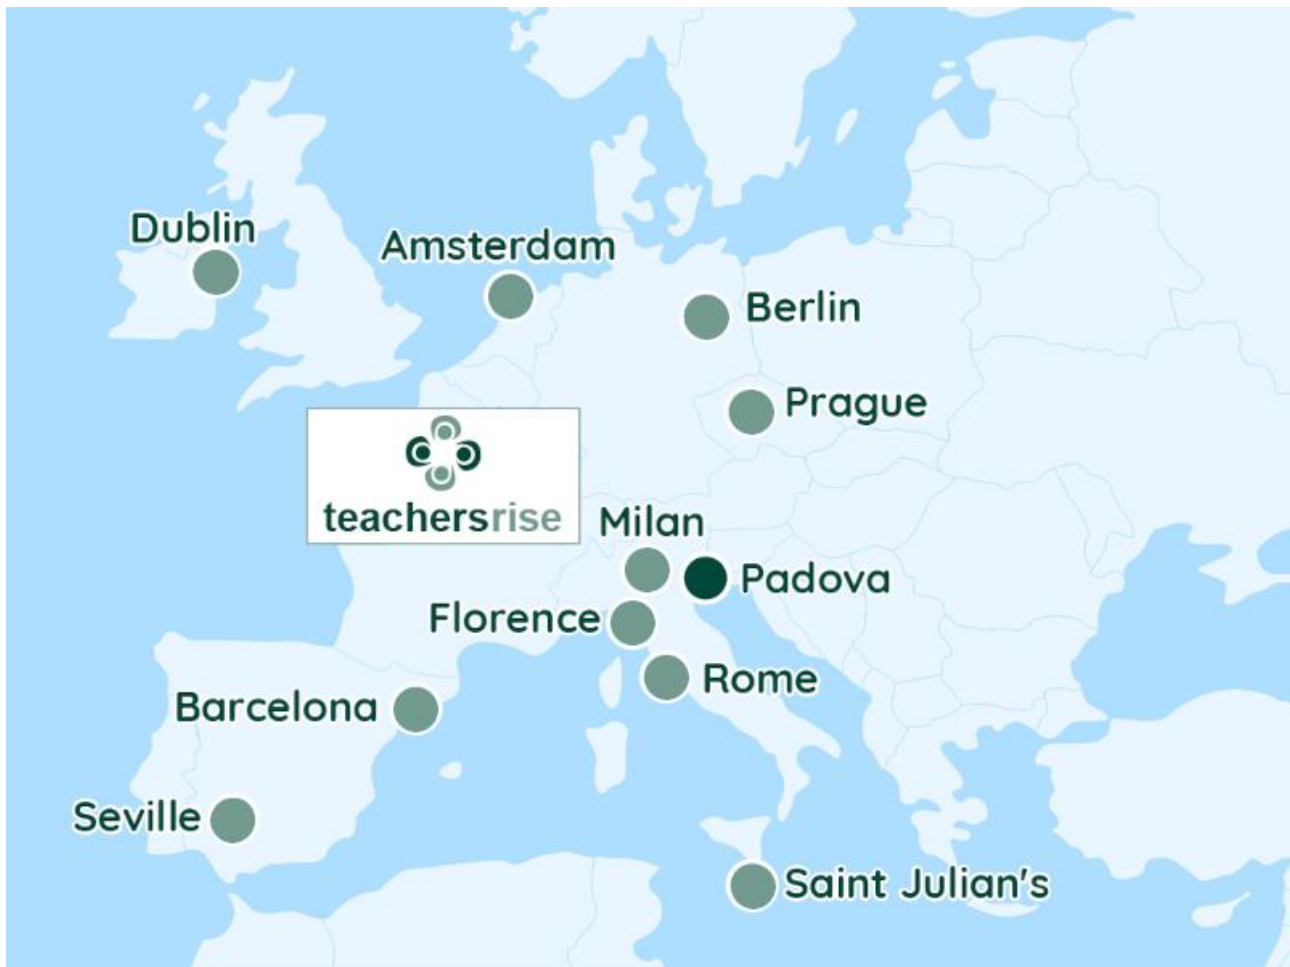 Dublin
Amsterdam
Berlin
Prague
teachersrise
Milan
Padova
Florence
Rome
Barcelona
Seville
Saint Julian's